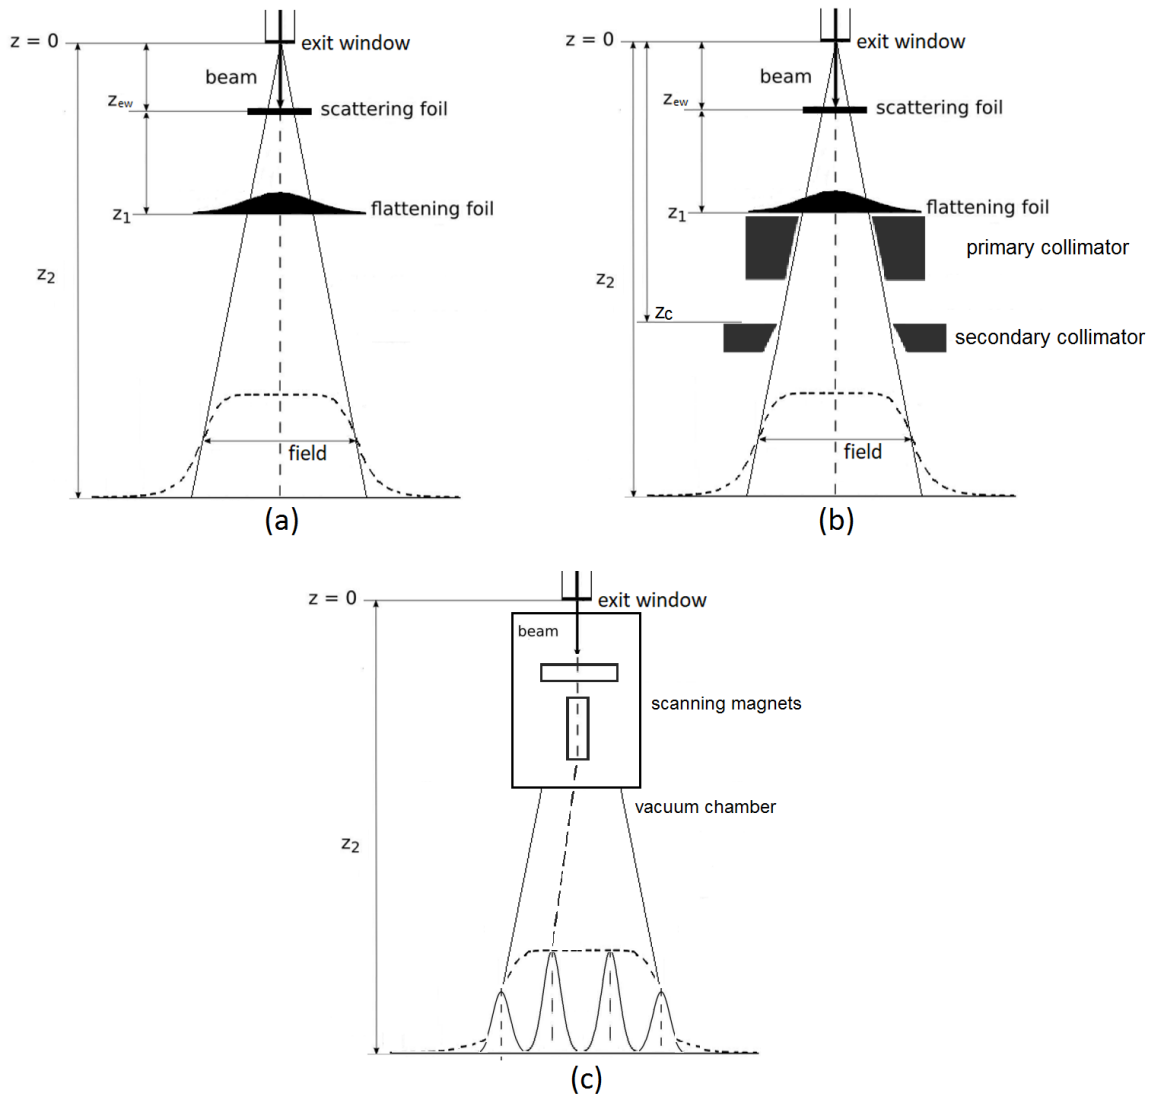 z = 0
exit window
beam
zew
scattering foil
z1
flattening foil
z2
field
(a)
z = 0
exit window
beam
zew
scattering foil
z1
flattening foil
primary collimator
z2
zc
secondary collimator
field
(b)
z = 0
exit window
beam
scanning magnets
vacuum chamber
z2
(c)